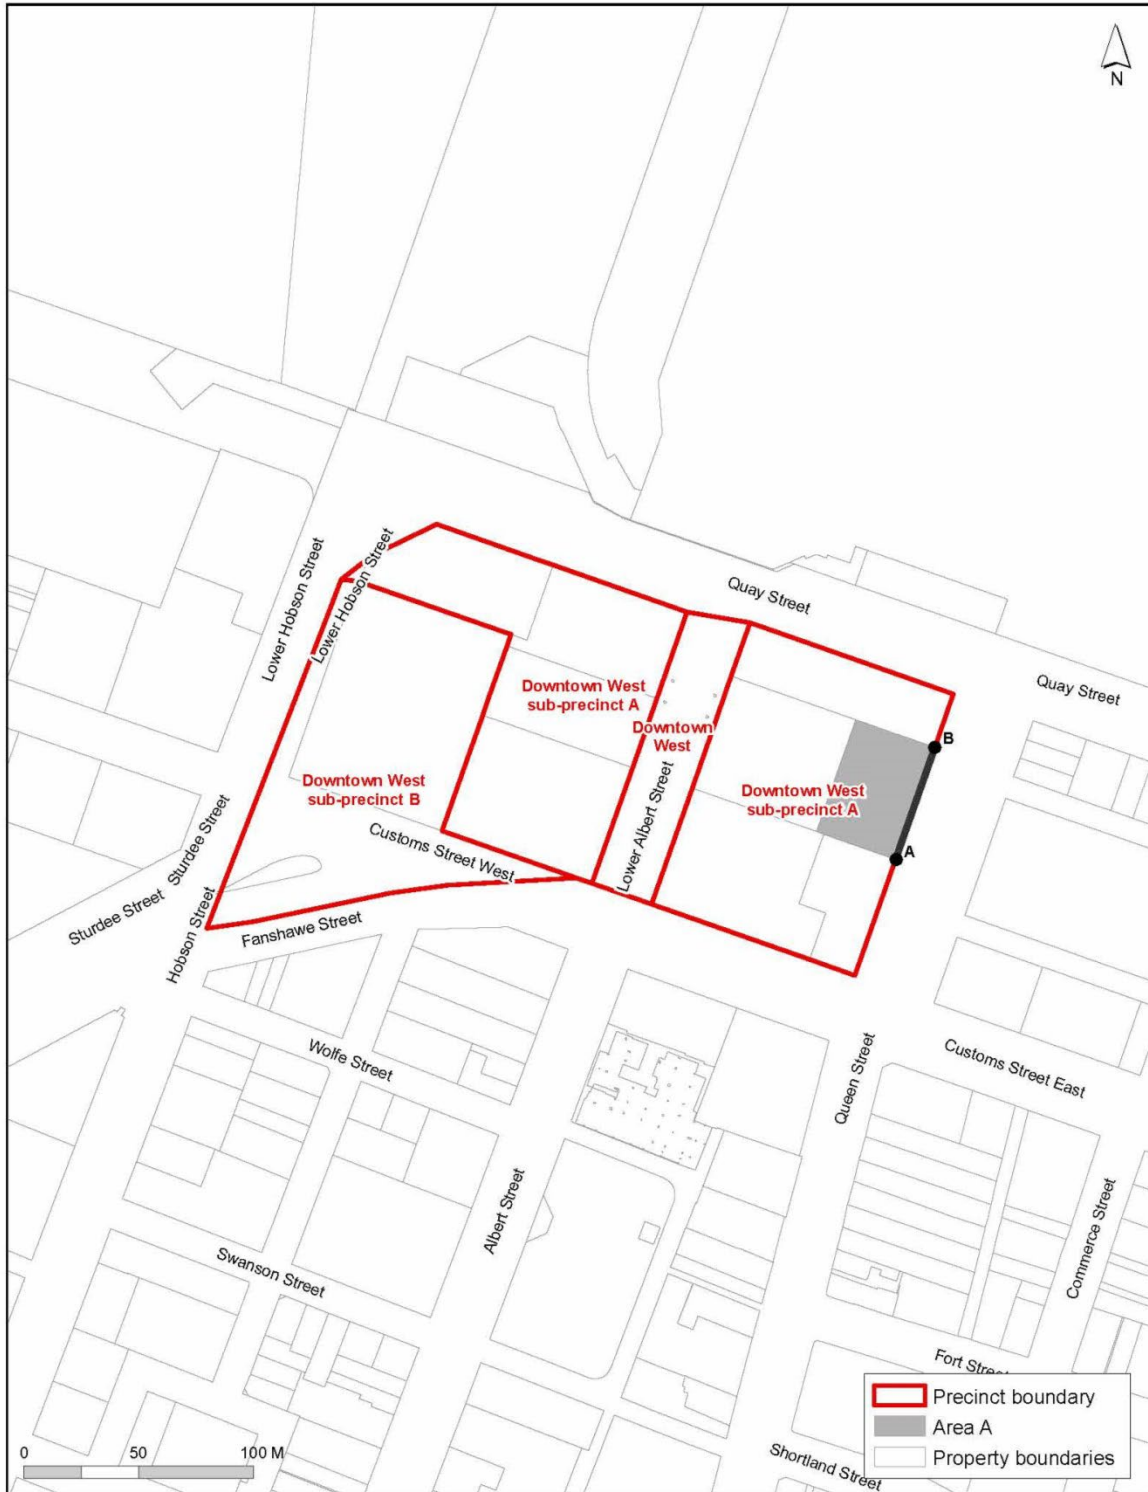 N
Quay Street
Quay Street
Lower Hobson Street
Lower Hobson Street
Downtown West
sub-precinct A
Downtown
West
Downtown West
sub-precinct A
Downtown West
sub-precinct B
B
A
Lower Albert Street
Customs Street West
Sturdee Street
Sturdee Street
Hobson Street
Fanshawe Street
Wolfe Street
Queen Street
Customs Street East
Albert Street
Commerce Street
Swanson Street
Fort Stree
Shortland Street
Precinct boundary
Area A
Property boundaries
0 50 100 M